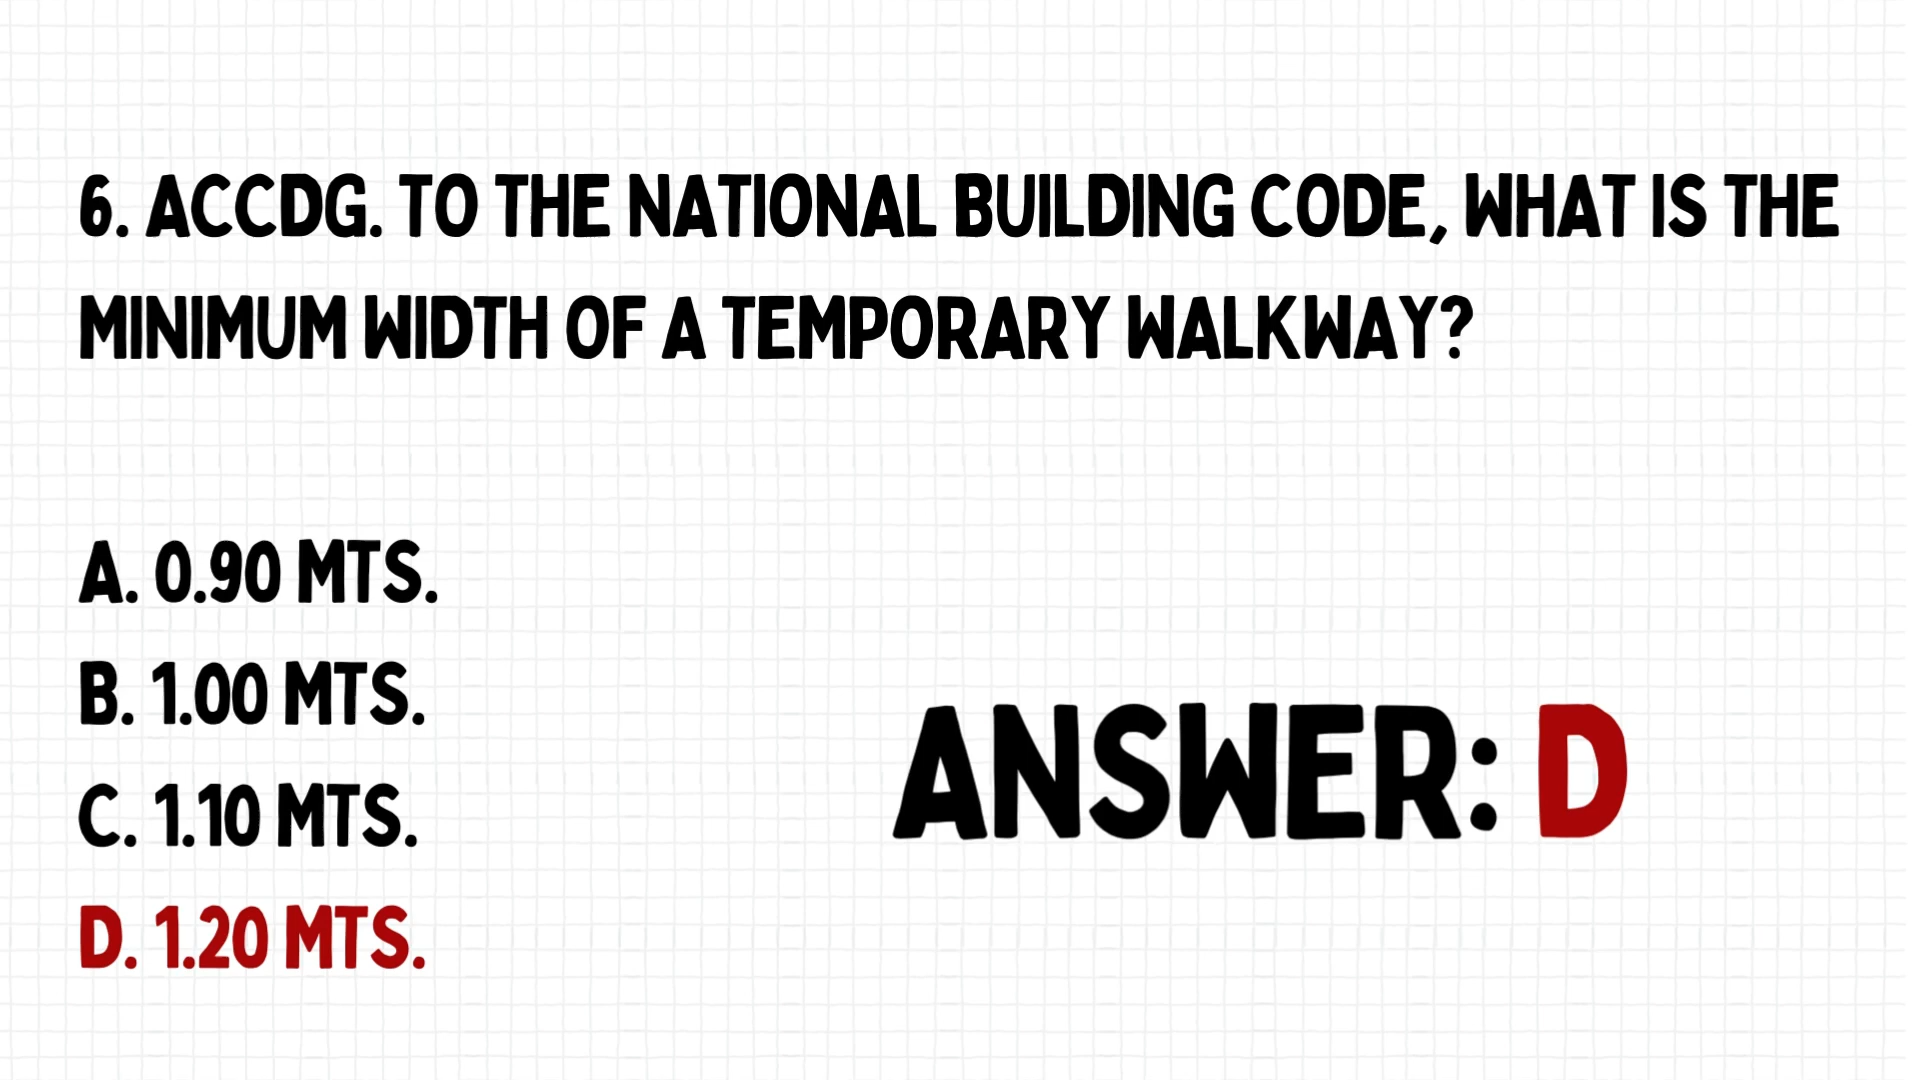 6. ACCDG. TO THE NATIONAL BUILDING CODE, WHAT IS THE
MINIMUM WIDTH OF A TEMPORARY WALKWAY?
A. 0.90 MTS.
B. 1.00 MTS.
C. 1.10 MTS.
D. 1.20 MTS.
ANSWER: D